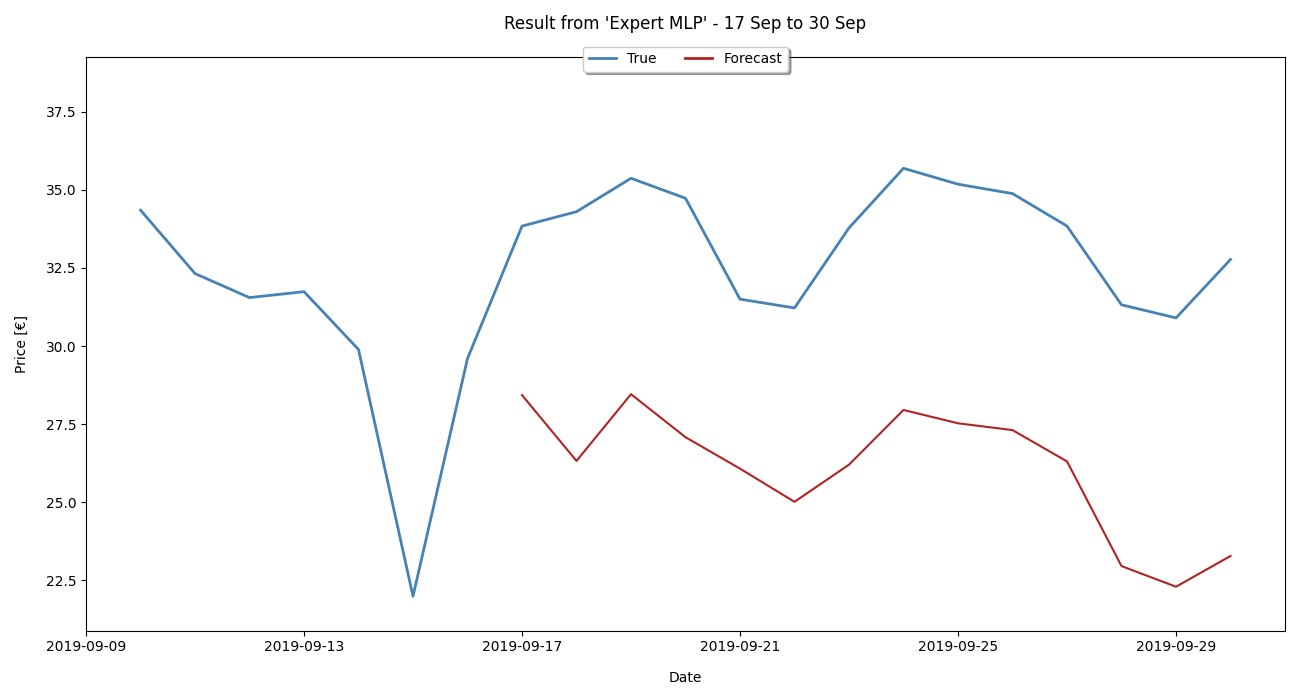 Result from 'Expert MLP' - 17 Sep to 30 Sep
True Forecast
37.5
35.0
32.5
30.0
27.5
25.0
22.5
Price [€]
2019-09-09 2019-09-13 2019-09-17 2019-09-21 2019-09-25 2019-09-29
Date